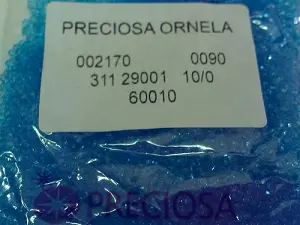 PRECIOSA ORNELA
002170 0090
311 29001 10/0
60010
PRECIOSA